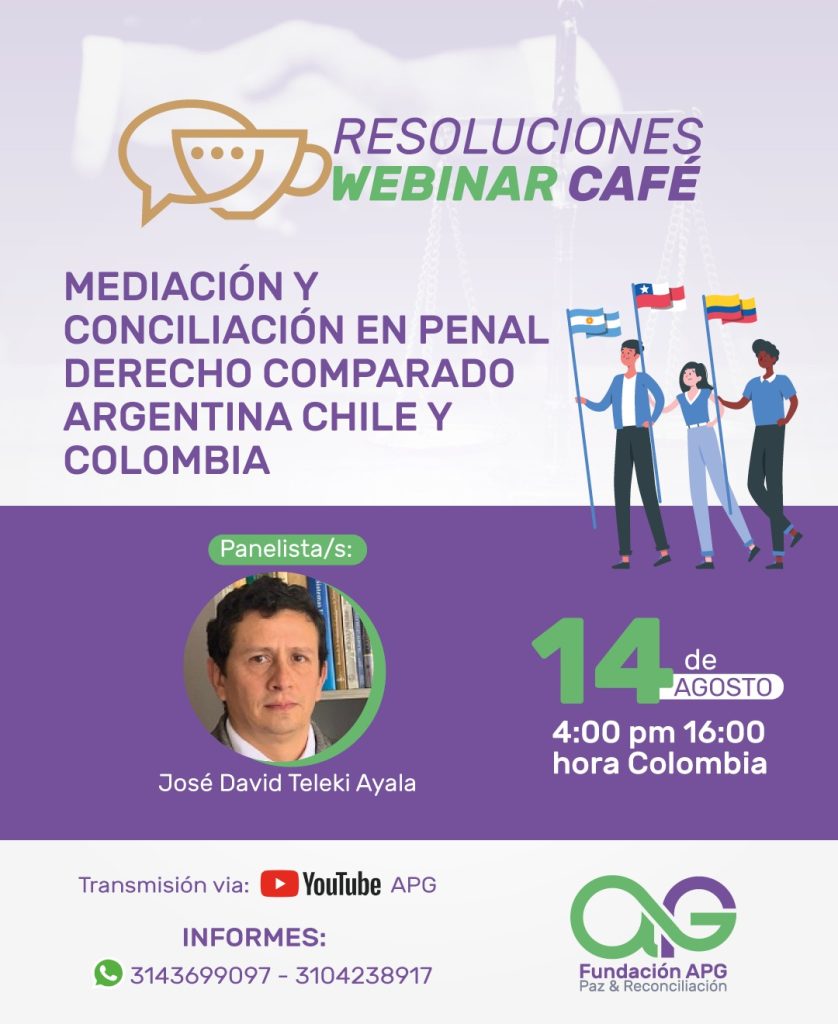 RESOLUCIONES
WEBINAR CAFÉ
MEDIACIÓN Y
CONCILIACIÓN EN PENAL
DERECHO COMPARADO
ARGENTINA CHILE Y
COLOMBIA
Panelista/s:
José David Teleki Ayala
14 de
AGOSTO
4:00 pm 16:00
hora Colombia
Transmisión via: YouTube APG
INFORMES:
3143699097 - 3104238917
aPG
Fundación APG
Paz & Reconciliación